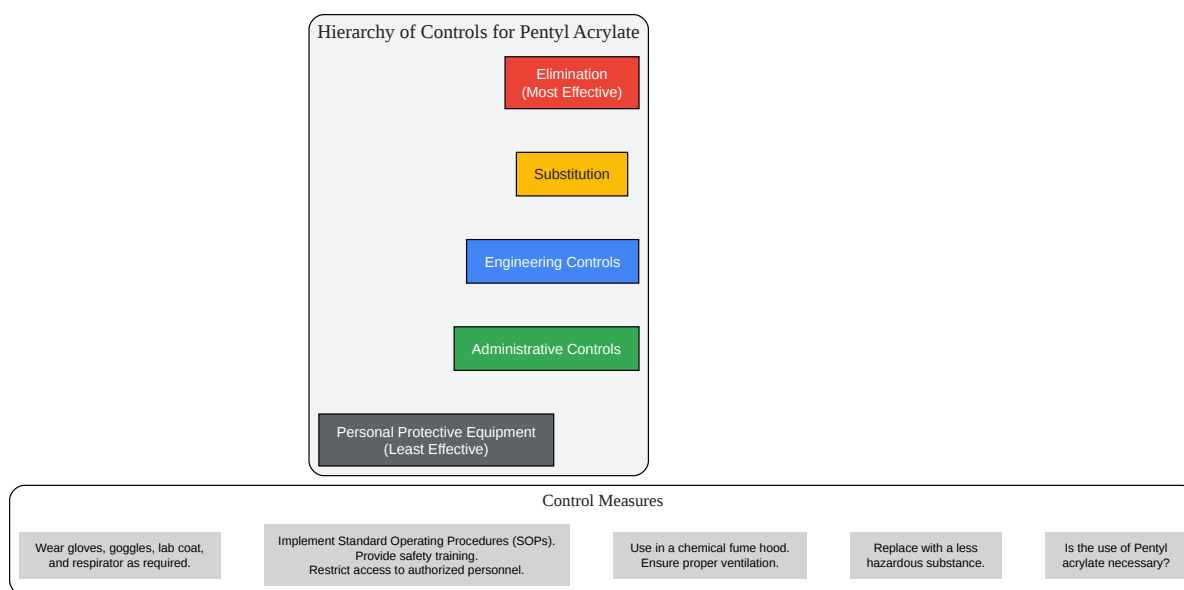 Hierarchy of Controls for Pentyl Acrylate
Elimination
(Most Effective)
Substitution
Engineering Controls
Administrative Controls
Personal Protective Equipment
(Least Effective)
Control Measures
Wear gloves, goggles, lab coat,
and respirator as required.
Implement Standard Operating Procedures (SOPs).
Provide safety training.
Restrict access to authorized personnel.
Use in a chemical fume hood.
Ensure proper ventilation.
Replace with a less
hazardous substance.
Is the use of Pentyl
acrylate necessary?